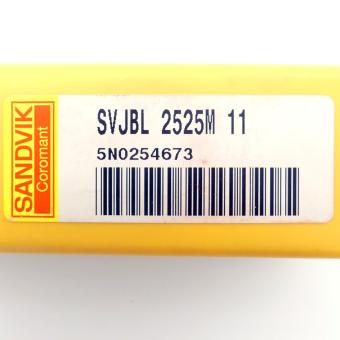 SANDVIK
Coromant
SVJBL 2525M 11
5N0254673